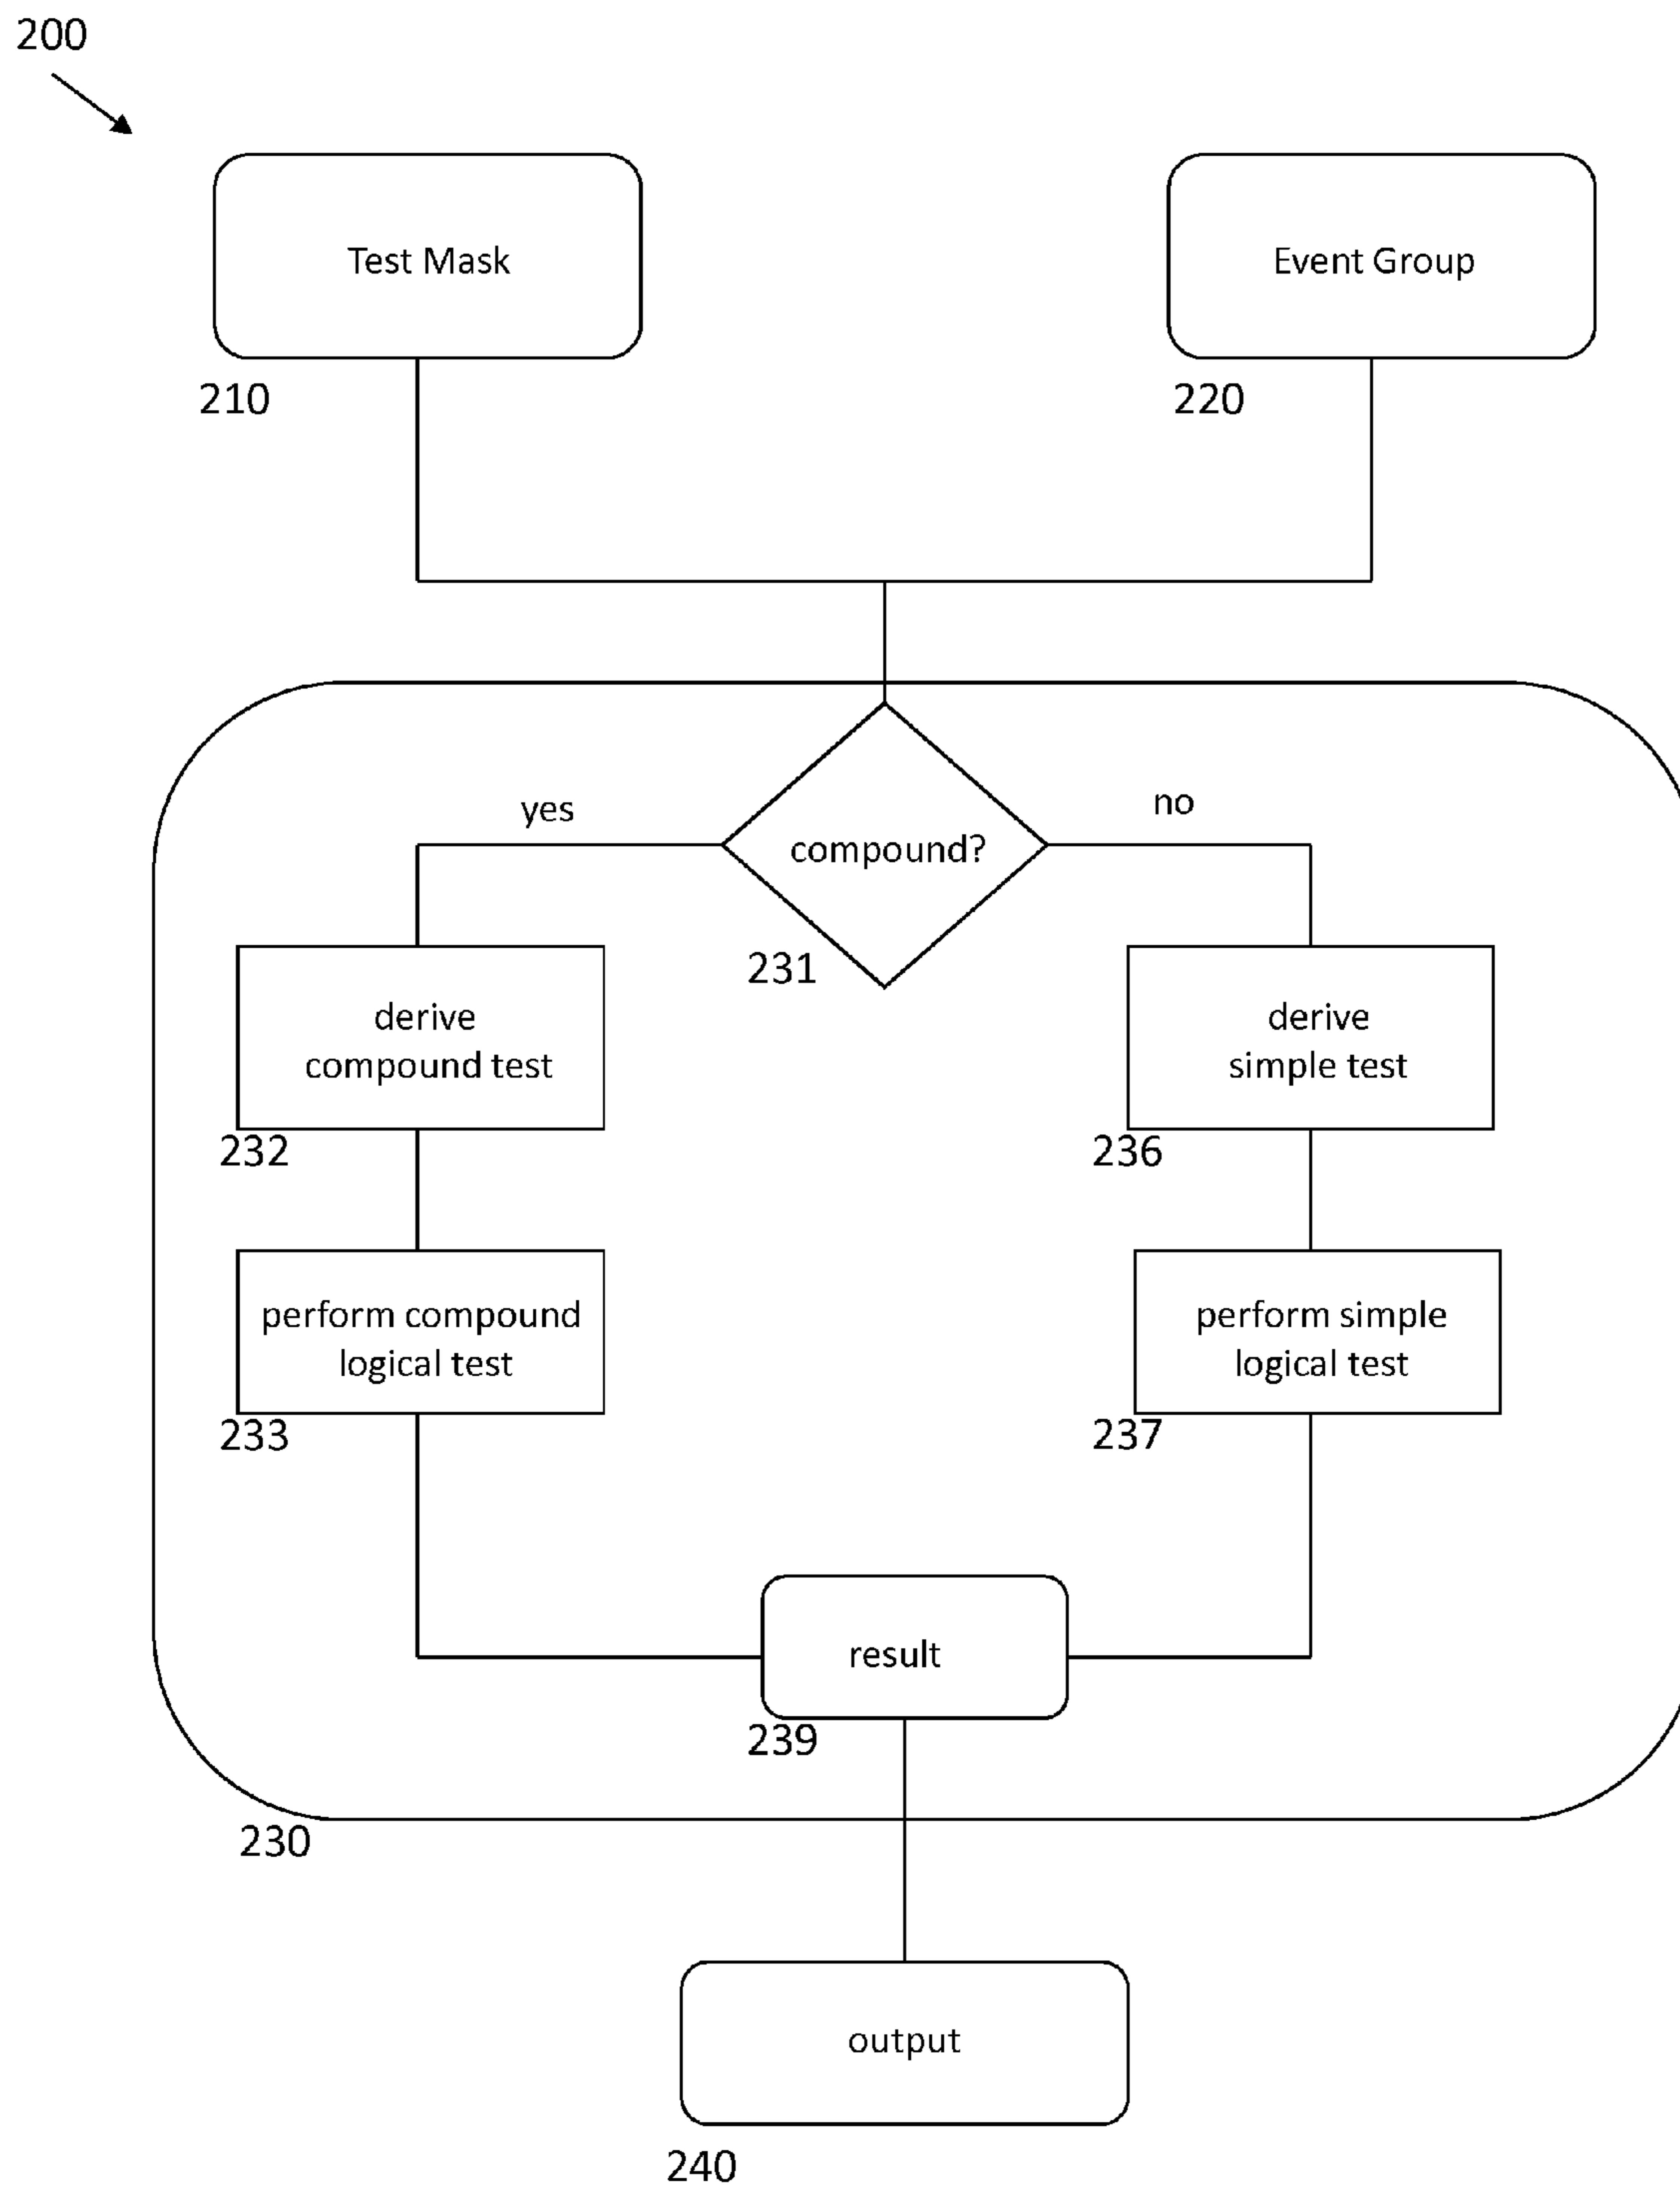 200
Test Mask
Event Group
210
220
yes
no
compound?
231
derive
compound test
derive
simple test
232
236
perform compound
logical test
perform simple
logical test
233
237
result
239
230
output
240